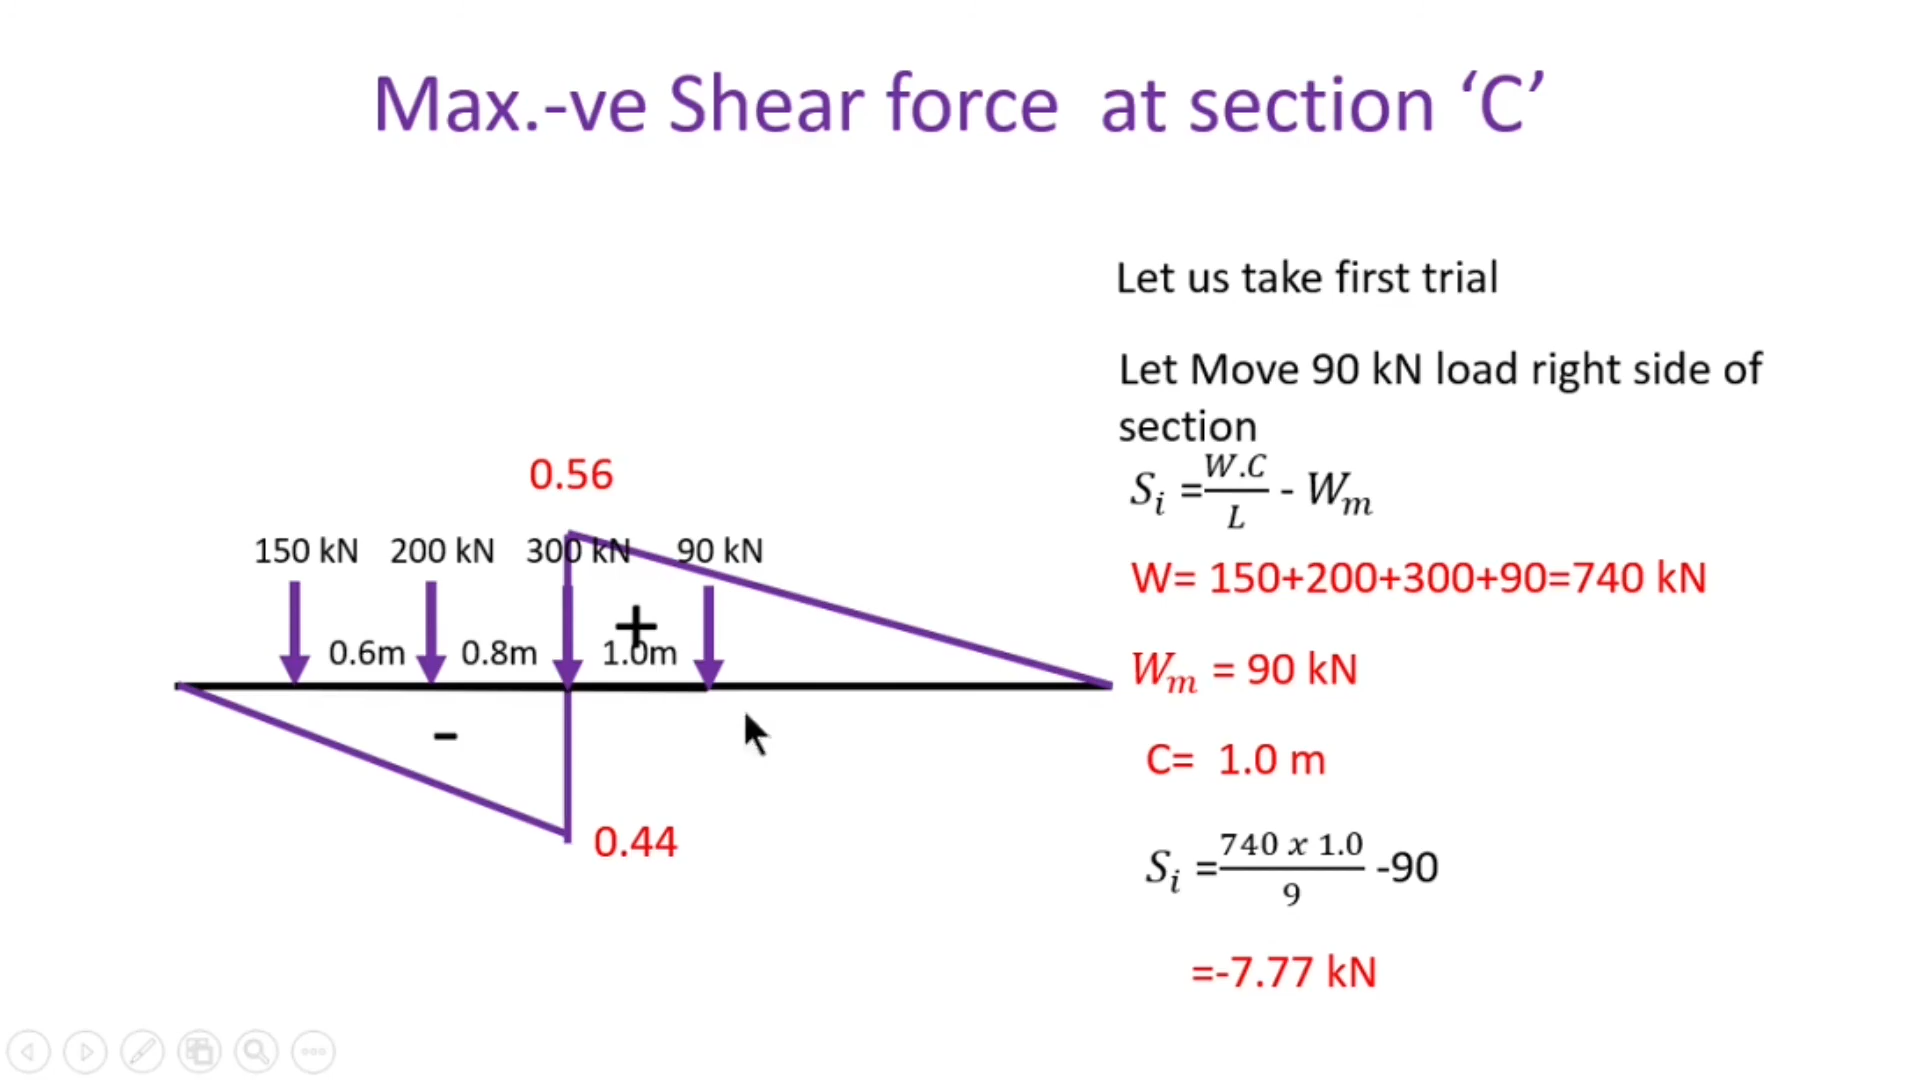 Max.-ve Shear force at section ‘C’
Let us take first trial
Let Move 90 kN load right side of
section
S_i = W.C / L - W_m
0.56
150 kN 200 kN 300 kN 90 kN
W= 150+200+300+90=740 kN
+
0.6m 0.8m 1.0m
W_m = 90 kN
-
C= 1.0 m
0.44
S_i = 740 x 1.0 / 9 -90
=-7.77 kN